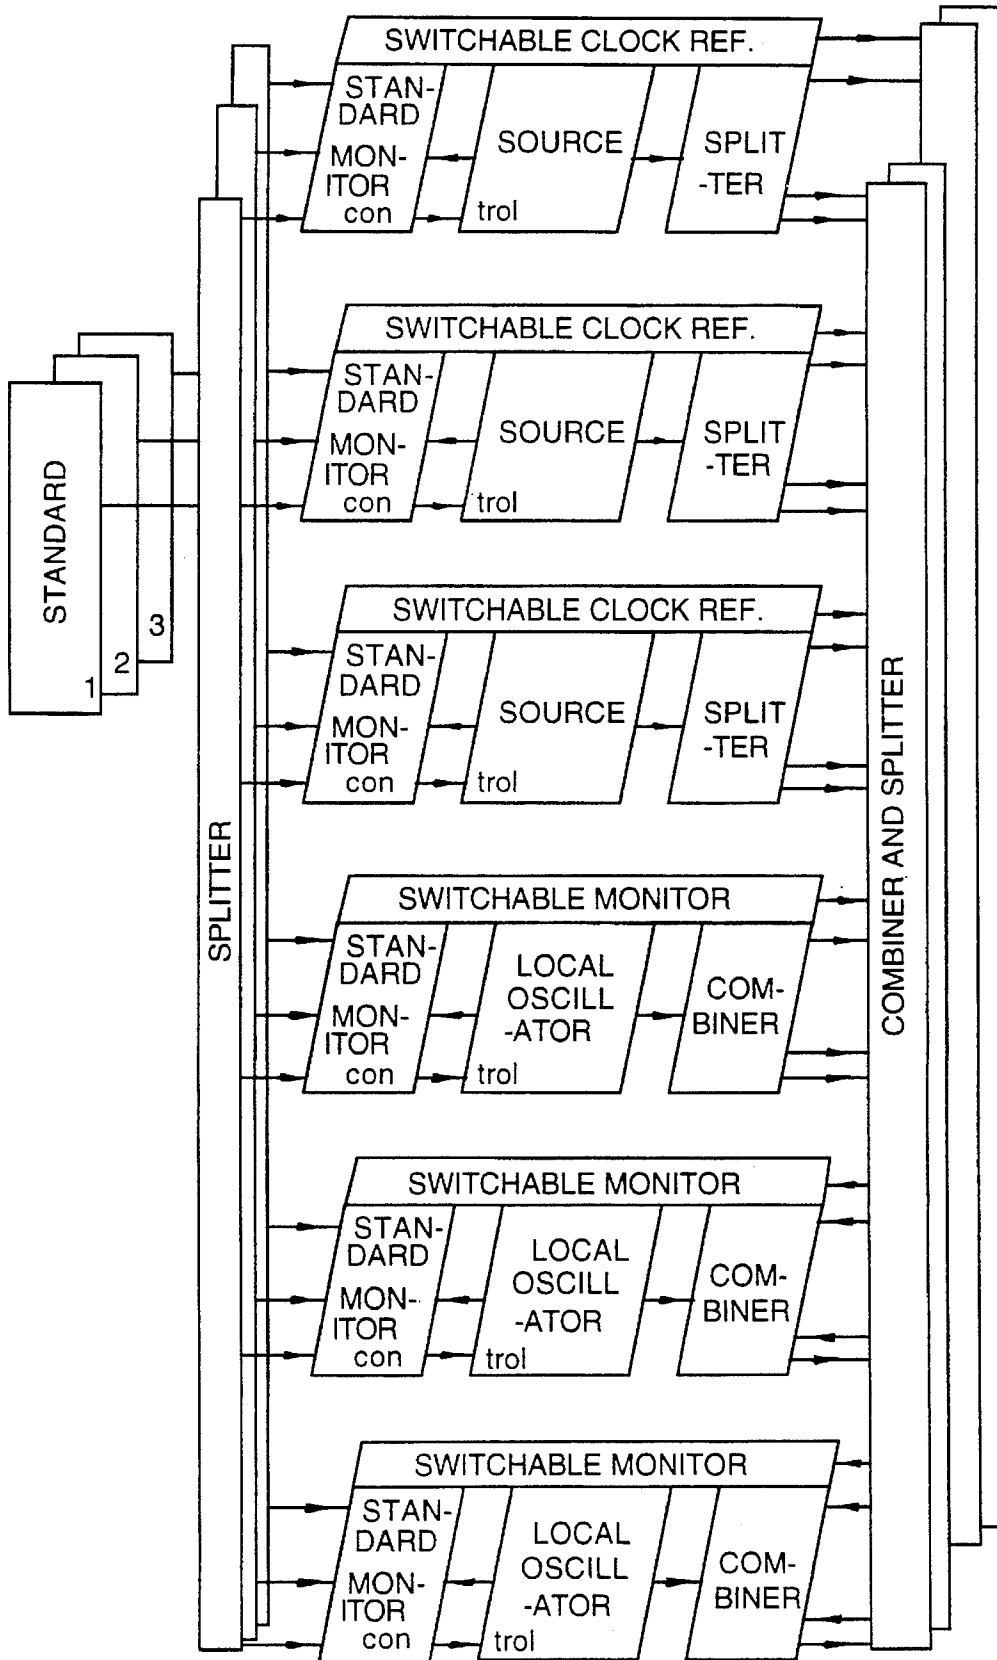 SWITCHABLE CLOCK REF.
STAN-
DARD
MON-
ITOR
con
SOURCE
trol
SPLIT
-TER
SWITCHABLE CLOCK REF.
STAN-
DARD
MON-
ITOR
con
SOURCE
trol
SPLIT
-TER
STANDARD
1
2
3
SWITCHABLE CLOCK REF.
STAN-
DARD
MON-
ITOR
con
SOURCE
trol
SPLIT
-TER
SPLITTER
COMBINER AND SPLITTER
SWITCHABLE MONITOR
STAN-
DARD
MON-
ITOR
con
LOCAL
OSCILL
-ATOR
trol
COM-
BINER
SWITCHABLE MONITOR
STAN-
DARD
MON-
ITOR
con
LOCAL
OSCILL
-ATOR
trol
COM-
BINER
SWITCHABLE MONITOR
STAN-
DARD
MON-
ITOR
con
LOCAL
OSCILL
-ATOR
trol
COM-
BINER